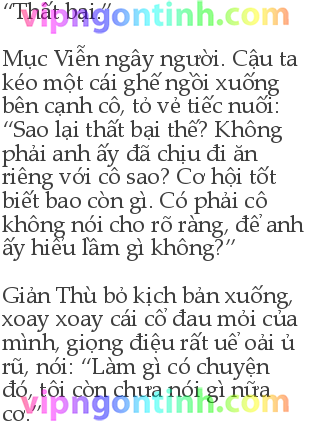 “Thất bại.”
vipngontinh.com
Mục Viễn ngây người. Cậu ta
kéo một cái ghế ngồi xuống
bên cạnh cô, tỏ vẻ tiếc nuối:
“Sao lại thất bại thế? Không
phải anh ấy đã chịu đi ăn
riêng với cô sao? Cơ hội tốt
biết bao còn gì. Có phải cô
không nói cho rõ ràng, để anh
ấy hiểu lầm gì không?”
Giản Thù bỏ kịch bản xuống,
xoay xoay cái cổ đau mỏi của
mình, giọng điệu rất uể oải ủ
rũ, nói: “Làm gì có chuyện
đó, tôi còn chưa nói gì nữa
cơ.”
vipngontinh.com